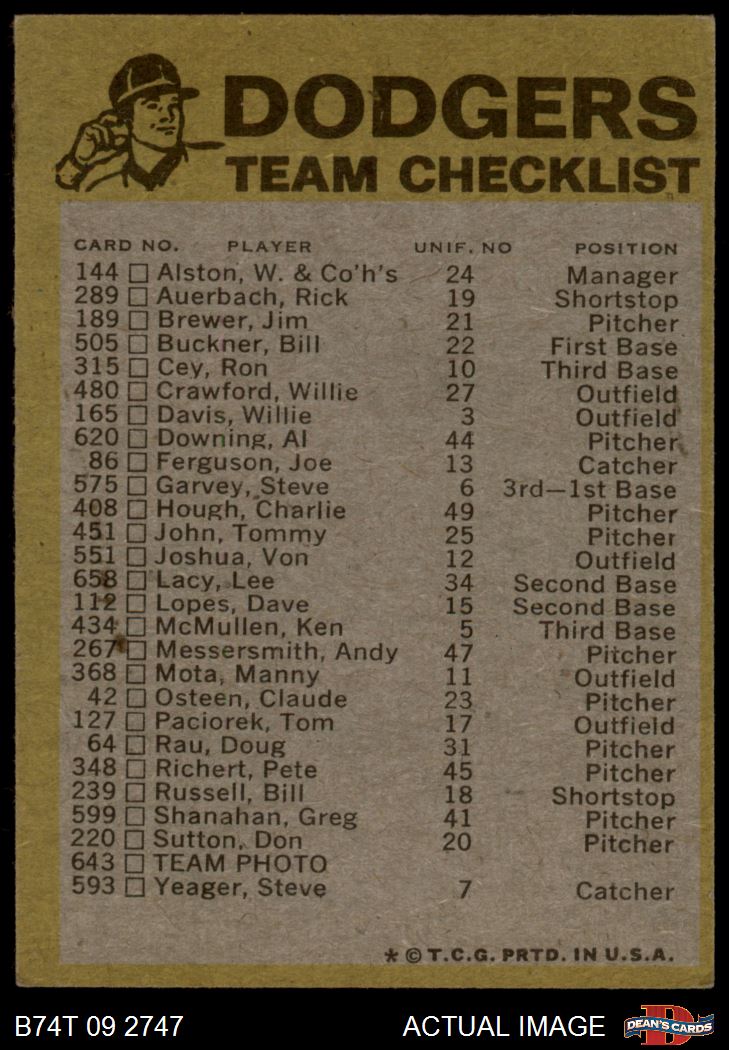 DODGERS
TEAM CHECKLIST
CARD NO. PLAYER UNIF. NO POSITION
144 Alston, W. & Co'h's 24 Manager
289 Auerbach, Rick 19 Shortstop
189 Brewer, Jim 21 Pitcher
505 Buckner, Bill 22 First Base
315 Cey, Ron 10 Third Base
480 Crawford, Willie 27 Outfield
165 Davis, Willie 3 Outfield
620 Downing, Al 44 Pitcher
86 Ferguson, Joe 13 Catcher
575 Garvey, Steve 6 3rd—1st Base
408 Hough, Charlie 49 Pitcher
451 John, Tommy 25 Pitcher
551 Joshua, Von 12 Outfield
658 Lacy, Lee 34 Second Base
112 Lopes, Dave 15 Second Base
434 McMullen, Ken 5 Third Base
267 Messersmith, Andy 47 Pitcher
368 Mota, Manny 11 Outfield
42 Osteen, Claude 23 Pitcher
127 Paciorek, Tom 17 Outfield
64 Rau, Doug 31 Pitcher
348 Richert, Pete 45 Pitcher
239 Russell, Bill 18 Shortstop
599 Shanahan, Greg 41 Pitcher
220 Sutton, Don 20 Pitcher
643 TEAM PHOTO
593 Yeager, Steve 7 Catcher
* © T.C.G. PRTD. IN U.S.A.
B74T 09 2747 ACTUAL IMAGE DEAN'S CARDS